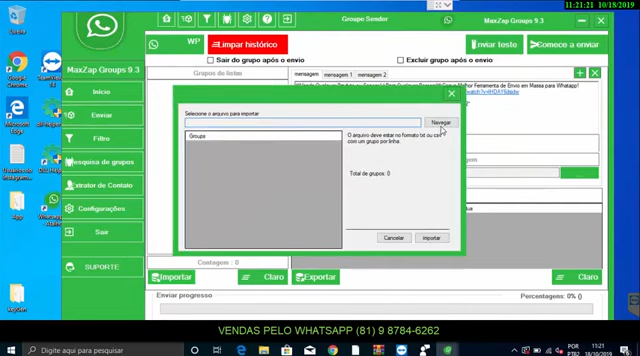 11:21:21 10/18/2019
Lixeira
Groupe Sendor
MaxZap Groups 9.3
WP
Limpar histórico
Enviar teste
Comece a enviar
Google Chrome
MaxZap Groups 9.3
Sair do grupo após o envio
Excluir grupo após o envio
Grupos de listas
mensagem
mensagem 1
mensagem 2
Início
Microsoft Edge
Enviar
Selecione o arquivo para importar
Navegar
Filtro
Groups
O arquivo deve estar no formato txt ou csv
com um grupo por linha.
Pesquisa de grupos
Total de grupos: 0
Extrator de Contato
App
Configurações
Sair
Cancelar
importar
Contagem : 0
SUPORTE
Importar
Claro
Exportar
Claro
Enviar progresso
Percentagens: 0% ()
VENDAS PELO WHATSAPP (81) 9 8784-6262
Digite aqui para pesquisar
POR
11:21
PTB2
18/10/2019